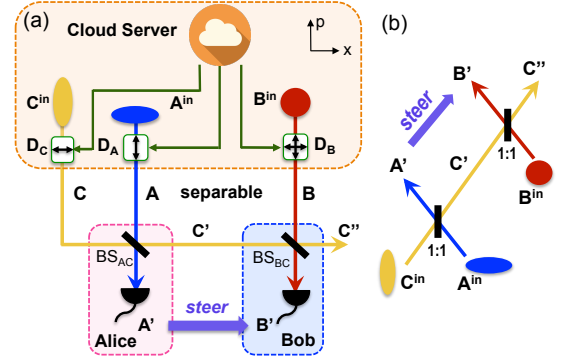 (a)
Cloud Server
p
x
C^in
A^in
B^in
D_C
D_A
D_B
C
A
separable
B
C'
C''
BS_AC
BS_BC
steer
A'
B'
Alice
Bob
(b)
B'
C''
steer
A'
C'
1:1
B^in
1:1
C^in
A^in